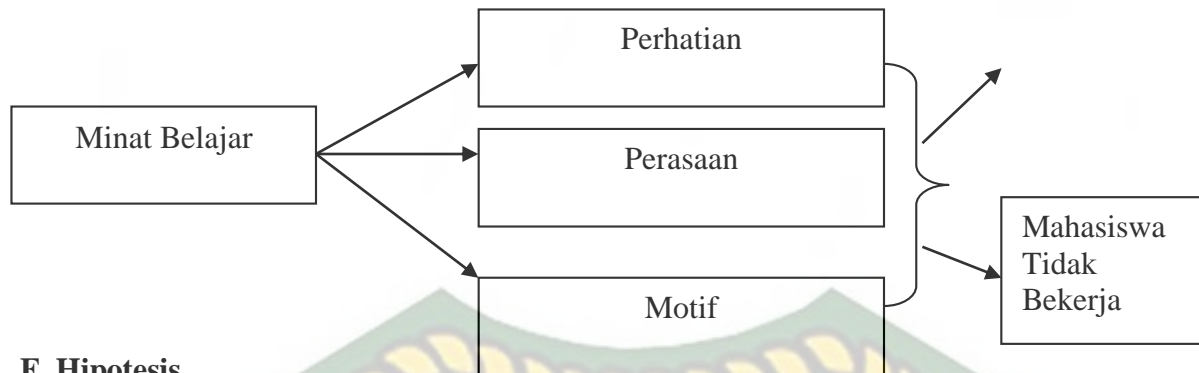 Perhatian
Minat Belajar
Perasaan
Mahasiswa
Tidak
Bekerja
Motif
Hipotesis